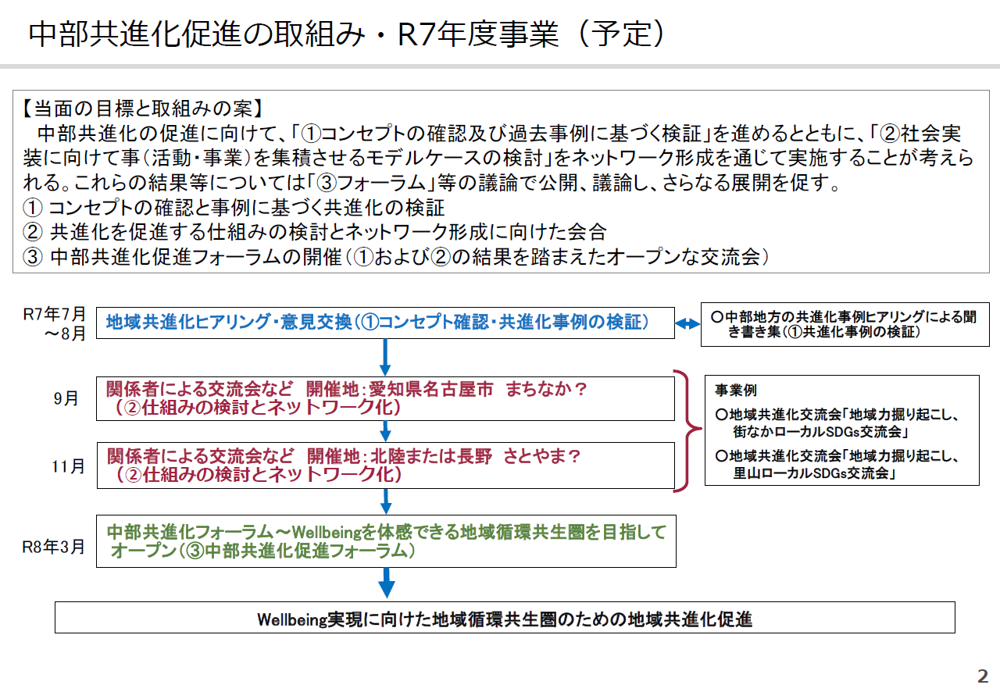 中部共進化促進の取組み・R7年度事業（予定）
【当面の目標と取組みの案】
中部共進化の促進に向けて、「①コンセプトの確認及び過去事例に基づく検証」を進めるとともに、「②社会実
装に向けて事（活動・事業）を集積させるモデルケースの検討」をネットワーク形成を通じて実施することが考えら
れる。これらの結果等については「③フォーラム」等の議論で公開、議論し、さらなる展開を促す。
① コンセプトの確認と事例に基づく共進化の検証
② 共進化を促進する仕組みの検討とネットワーク形成に向けた会合
③ 中部共進化促進フォーラムの開催（①および②の結果を踏まえたオープンな交流会）
R7年7月
～8月
地域共進化ヒアリング・意見交換（①コンセプト確認・共進化事例の検証）
〇中部地方の共進化事例ヒアリングによる聞
き書き集（①共進化事例の検証）
9月
関係者による交流会など　開催地：愛知県名古屋市　まちなか？
（②仕組みの検討とネットワーク化）
11月
関係者による交流会など　開催地：北陸または長野　さとやま？
（②仕組みの検討とネットワーク化）
事業例
〇地域共進化交流会「地域力掘り起こし、
街なかローカルSDGs交流会」
〇地域共進化交流会「地域力掘り起こし、
里山ローカルSDGs交流会」
R8年3月
中部共進化フォーラム～Wellbeingを体感できる地域循環共生圏を目指して
オープン（③中部共進化促進フォーラム）
Wellbeing実現に向けた地域循環共生圏のための地域共進化促進
2